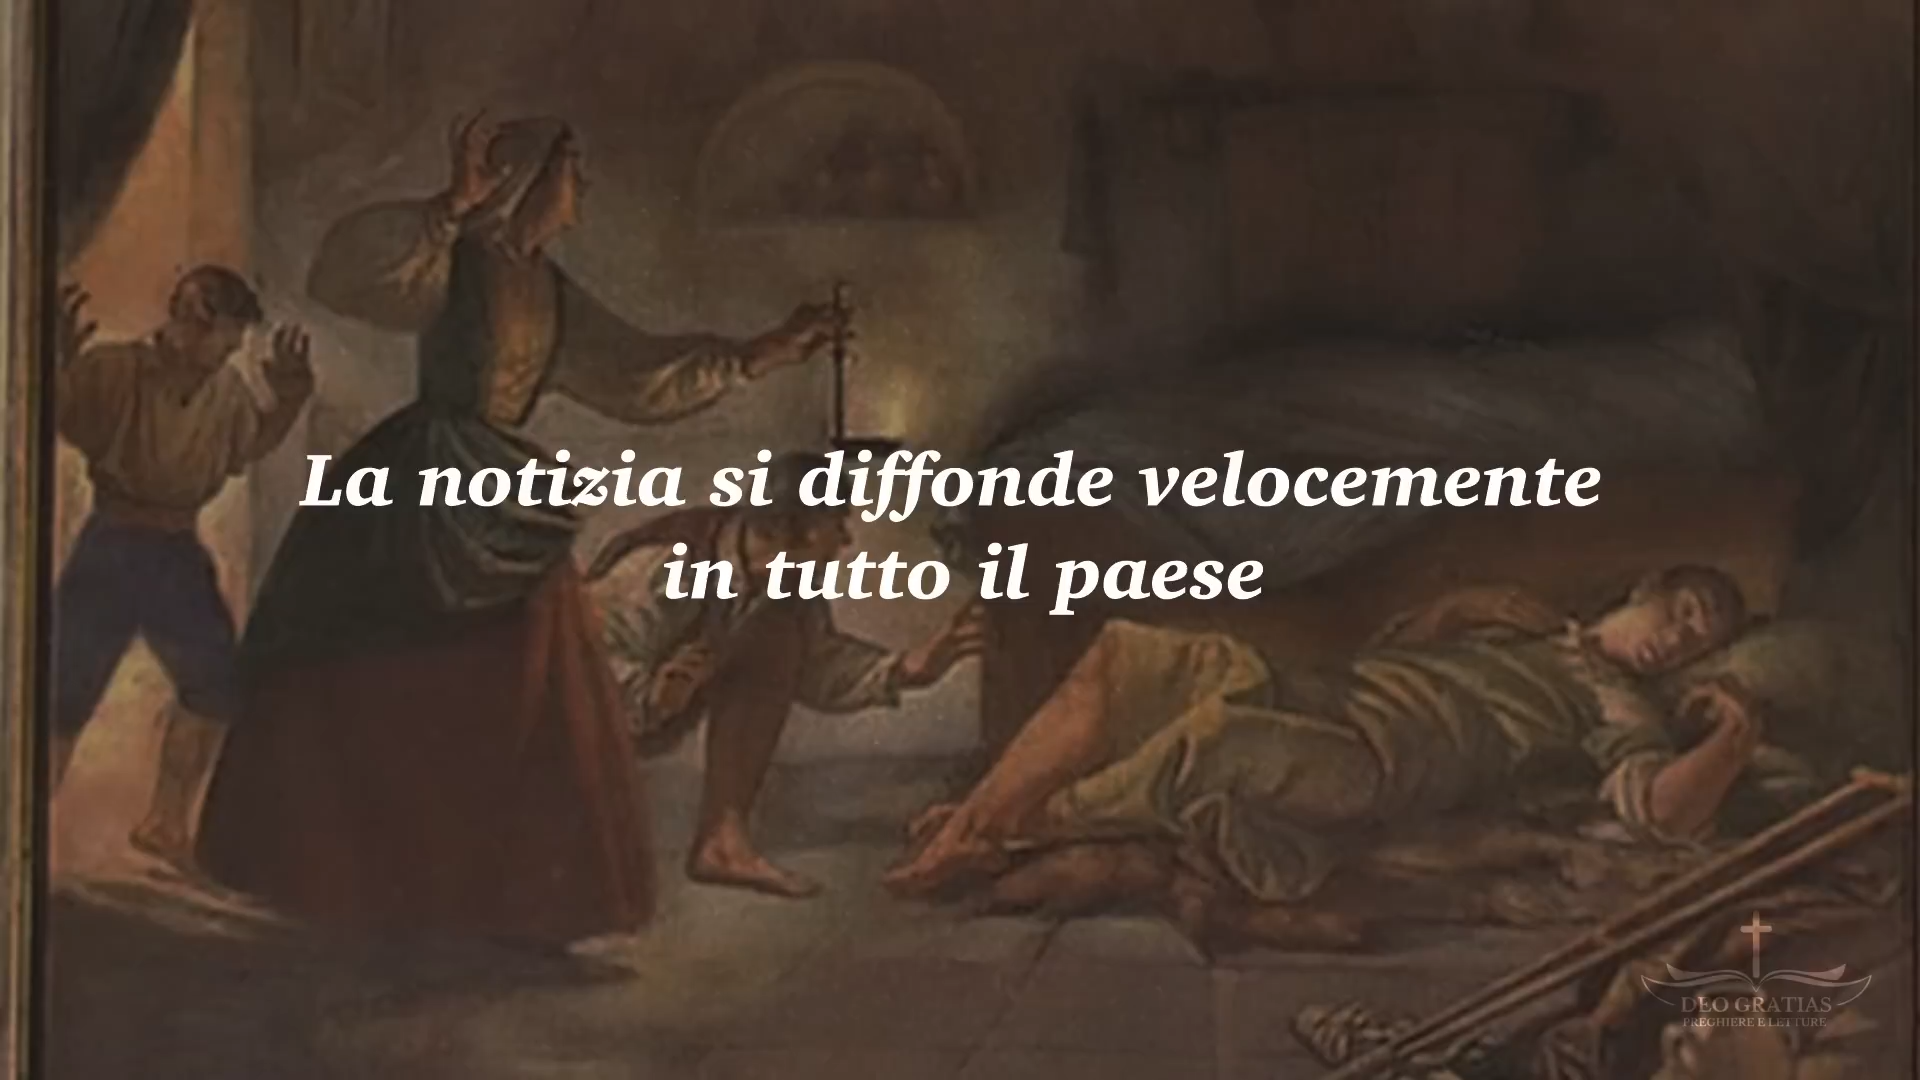 La notizia si diffonde velocemente
in tutto il paese
DEO GRATIAS
PREGHIERE E LETTURE